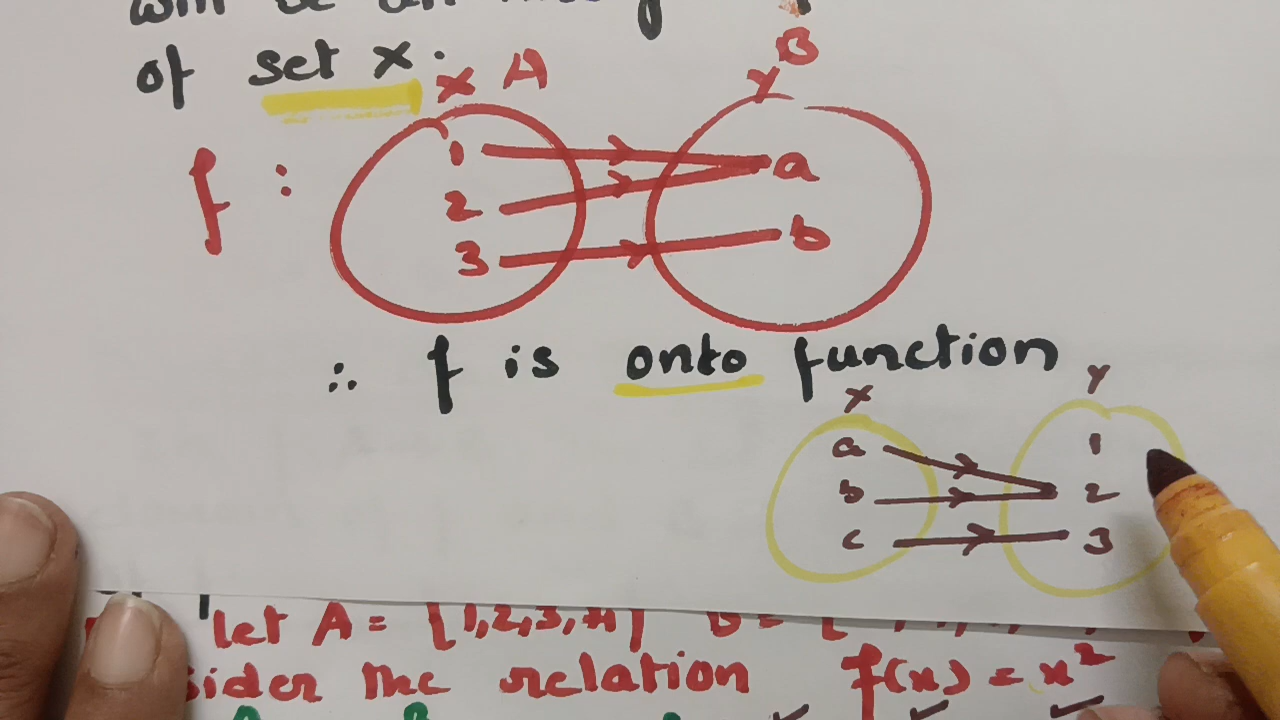 of set x.
X A Y B
f :
1 a
2 b
3
∴ f is onto function
X Y
a 1
b 2
c 3
let A = {1,2,3,4}
sider the relation f(x) = x²